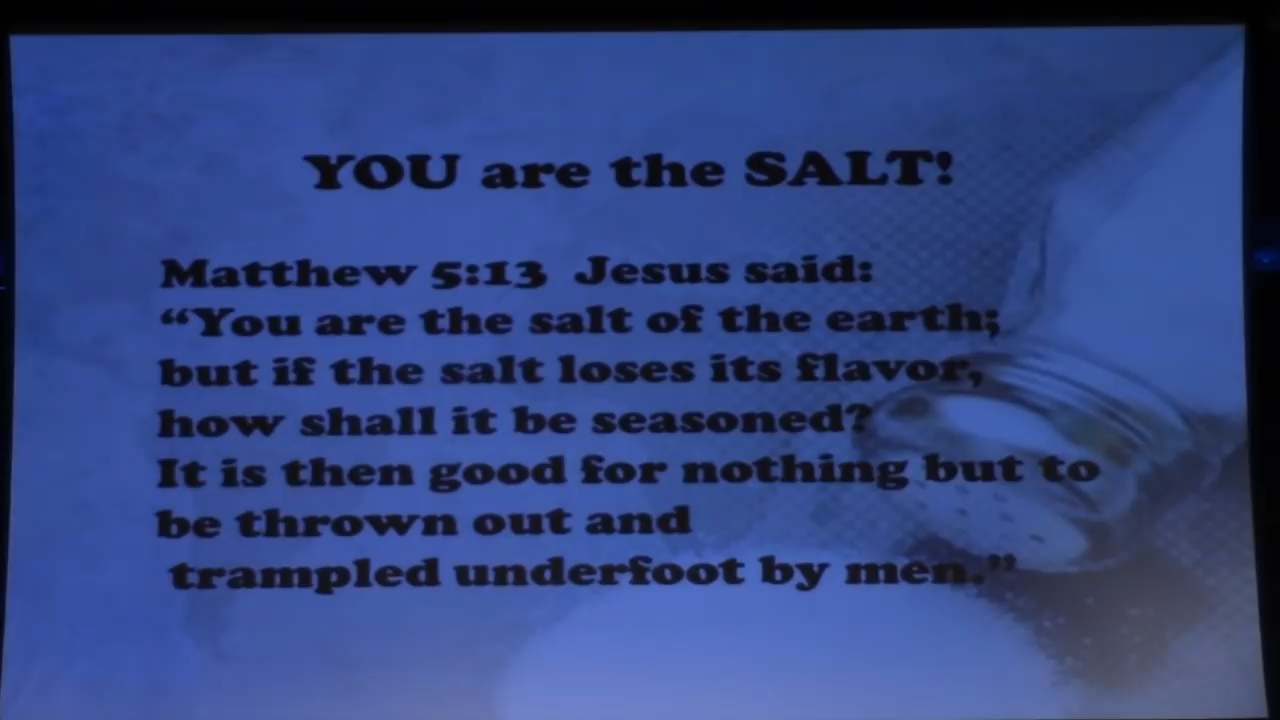 YOU are the SALT!
Matthew 5:13 Jesus said:
“You are the salt of the earth;
but if the salt loses its flavor,
how shall it be seasoned?
It is then good for nothing but to
be thrown out and
trampled underfoot by men.”